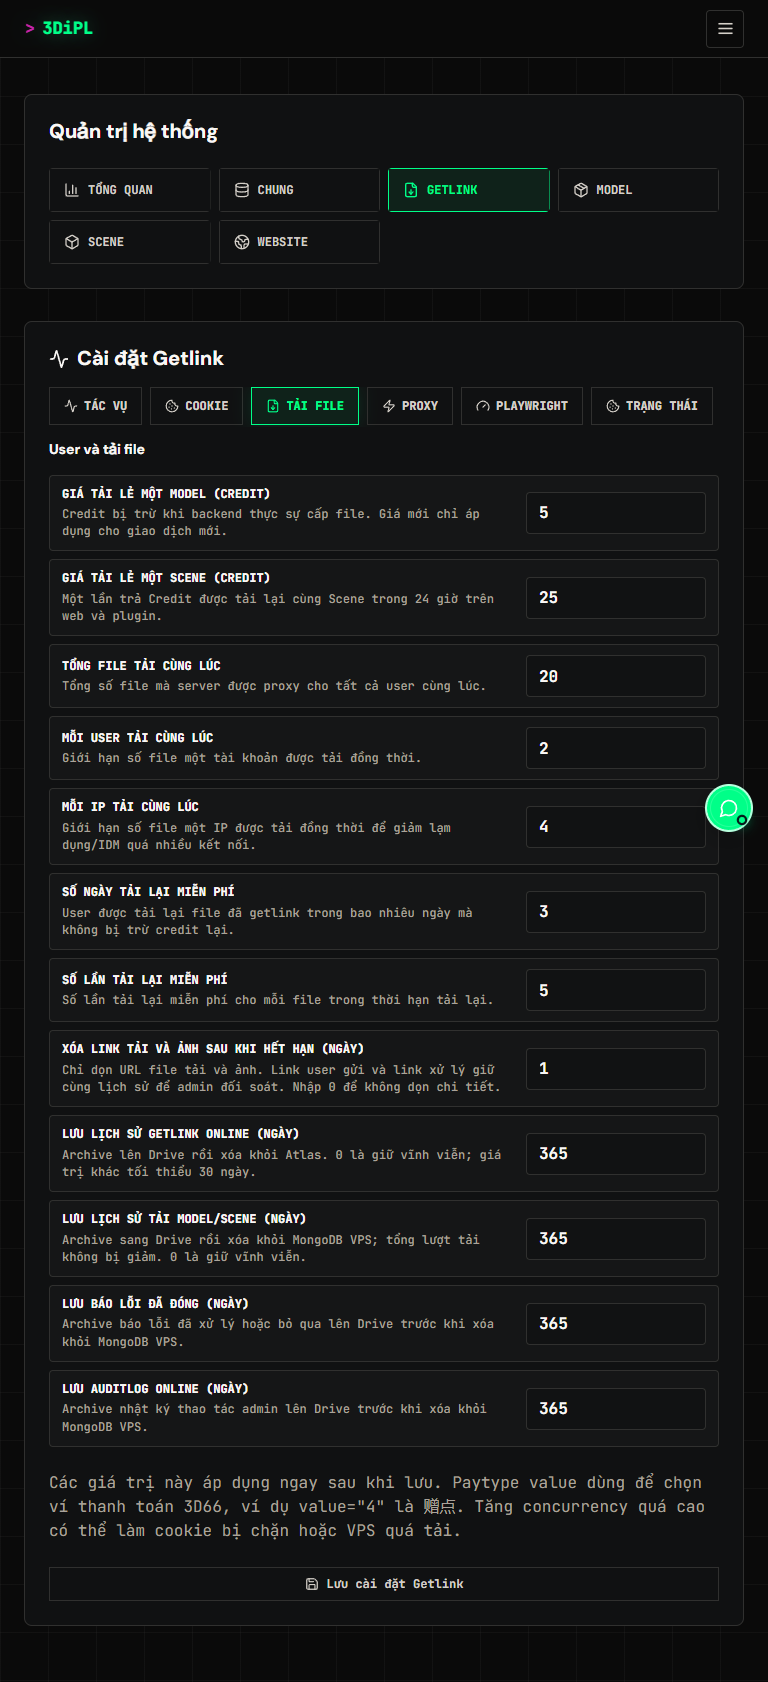 > 3DiPL
Quản trị hệ thống
TỔNG QUAN
CHUNG
GETLINK
MODEL
SCENE
WEBSITE
Cài đặt Getlink
TÁC VỤ
COOKIE
TẢI FILE
PROXY
PLAYWRIGHT
TRẠNG THÁI
User và tải file
GIÁ TẢI LẺ MỘT MODEL (CREDIT)
Credit bị trừ khi backend thực sự cấp file. Giá mới chỉ áp
dụng cho giao dịch mới.
5
GIÁ TẢI LẺ MỘT SCENE (CREDIT)
Một lần trả Credit được tải lại cùng Scene trong 24 giờ trên
web và plugin.
25
TỔNG FILE TẢI CÙNG LÚC
Tổng số file mà server được proxy cho tất cả user cùng lúc.
20
MỖI USER TẢI CÙNG LÚC
Giới hạn số file một tài khoản được tải đồng thời.
2
MỖI IP TẢI CÙNG LÚC
Giới hạn số file một IP được tải đồng thời để giảm lạm
dụng/IDM quá nhiều kết nối.
4
SỐ NGÀY TẢI LẠI MIỄN PHÍ
User được tải lại file đã getlink trong bao nhiêu ngày mà
không bị trừ credit lại.
3
SỐ LẦN TẢI LẠI MIỄN PHÍ
Số lần tải lại miễn phí cho mỗi file trong thời hạn tải lại.
5
XÓA LINK TẢI VÀ ẢNH SAU KHI HẾT HẠN (NGÀY)
Chỉ dọn URL file tải và ảnh. Link user gửi và link xử lý giữ
cùng lịch sử để admin đối soát. Nhập 0 để không dọn chi tiết.
1
LƯU LỊCH SỬ GETLINK ONLINE (NGÀY)
Archive lên Drive rồi xóa khỏi Atlas. 0 là giữ vĩnh viễn; giá
trị khác tối thiểu 30 ngày.
365
LƯU LỊCH SỬ TẢI MODEL/SCENE (NGÀY)
Archive sang Drive rồi xóa khỏi MongoDB VPS; tổng lượt tải
không bị giảm. 0 là giữ vĩnh viễn.
365
LƯU BÁO LỖI ĐÃ ĐÓNG (NGÀY)
Archive báo lỗi đã xử lý hoặc bỏ qua lên Drive trước khi xóa
khỏi MongoDB VPS.
365
LƯU AUDITLOG ONLINE (NGÀY)
Archive nhật ký thao tác admin lên Drive trước khi xóa khỏi
MongoDB VPS.
365
Các giá trị này áp dụng ngay sau khi lưu. Paytype value dùng để chọn
ví thanh toán 3D66, ví dụ value="4" là 赠点. Tăng concurrency quá cao
có thể làm cookie bị chặn hoặc VPS quá tải.
Lưu cài đặt Getlink